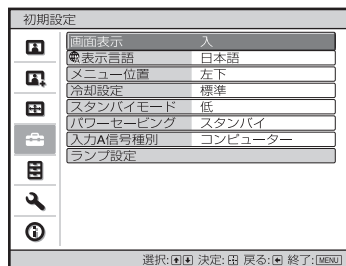 初期設定
画面表示 入
表示言語 日本語
メニュー位置 左下
冷却設定 標準
スタンバイモード 低
パワーセービング スタンバイ
入力A信号種別 コンピューター
ランプ設定
選択: 決定: 戻る: 終了:MENU